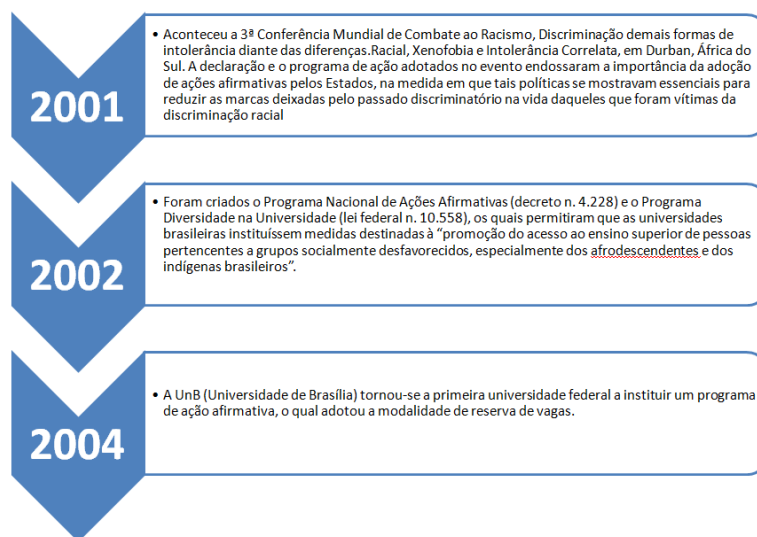 2001
• Aconteceu a 3ª Conferência Mundial de Combate ao Racismo, Discriminação demais formas de
intolerância diante das diferenças.Racial, Xenofobia e Intolerância Correlata, em Durban, África do
Sul. A declaração e o programa de ação adotados no evento endossaram a importância da adoção
de ações afirmativas pelos Estados, na medida em que tais políticas se mostravam essenciais para
reduzir as marcas deixadas pelo passado discriminatório na vida daqueles que foram vítimas da
discriminação racial
2002
• Foram criados o Programa Nacional de Ações Afirmativas (decreto n. 4.228) e o Programa
Diversidade na Universidade (lei federal n. 10.558), os quais permitiram que as universidades
brasileiras instituíssem medidas destinadas à “promoção do acesso ao ensino superior de pessoas
pertencentes a grupos socialmente desfavorecidos, especialmente dos afrodescendentes e dos
indígenas brasileiros”.
2004
• A UnB (Universidade de Brasília) tornou-se a primeira universidade federal a instituir um programa
de ação afirmativa, o qual adotou a modalidade de reserva de vagas.